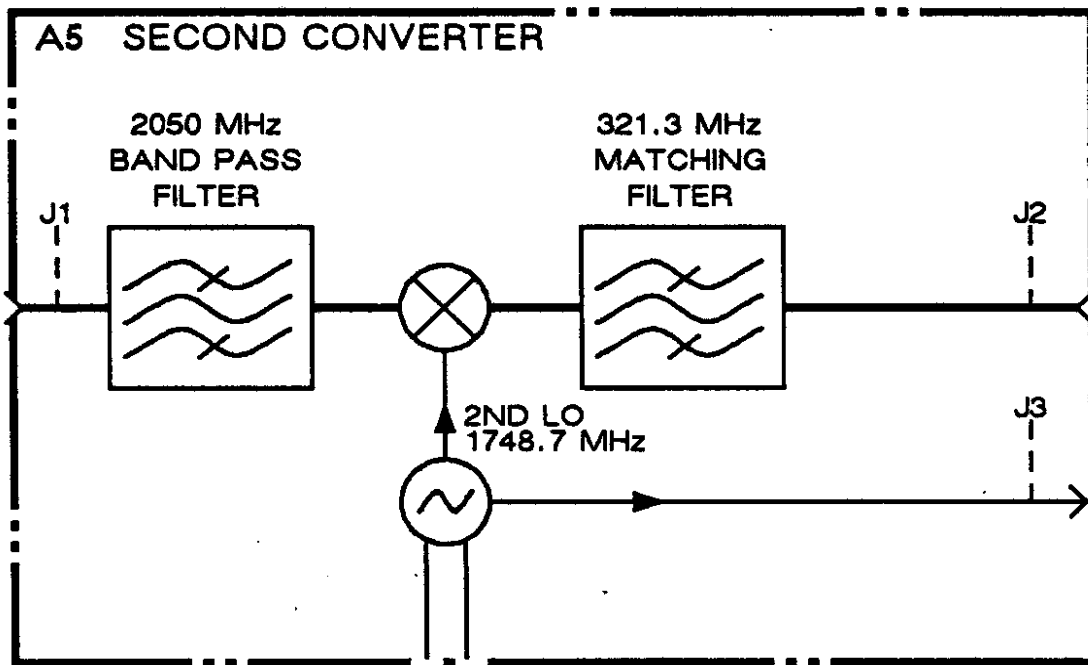 A5 SECOND CONVERTER
2050 MHz
BAND PASS
FILTER
321.3 MHz
MATCHING
FILTER
J1
J2
2ND LO
1748.7 MHz
J3